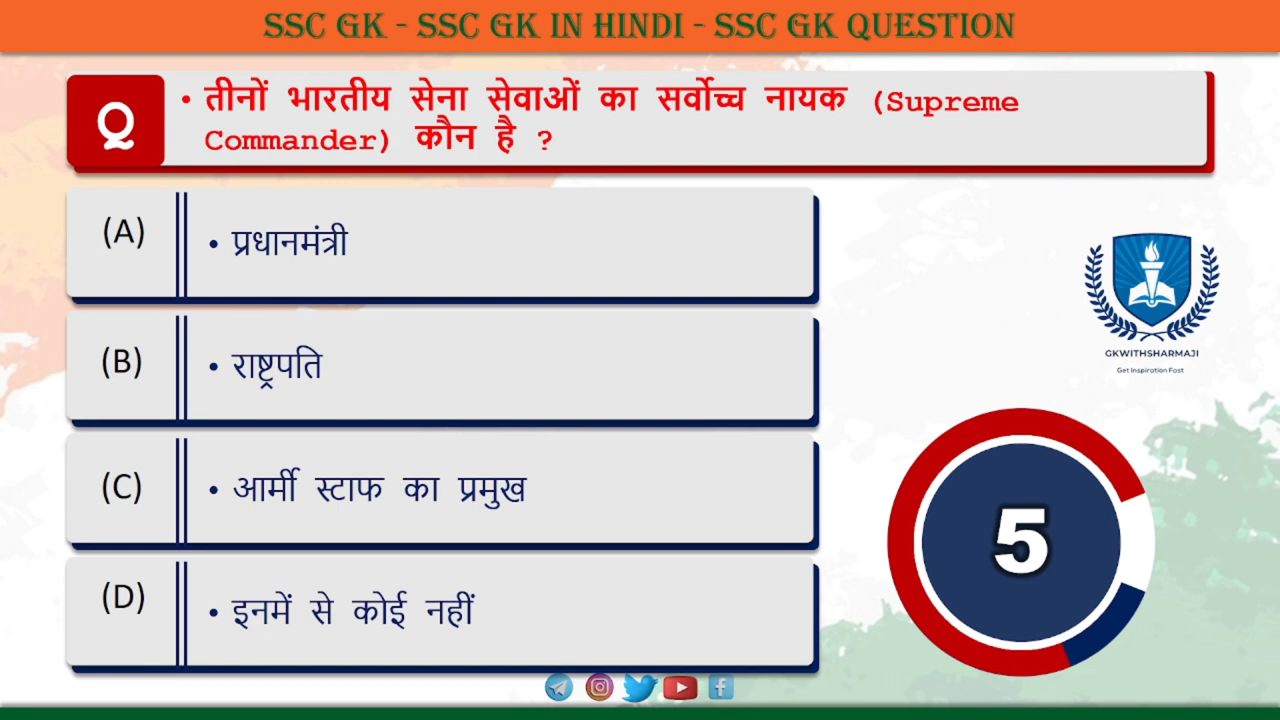 SSC GK - SSC GK IN HINDI - SSC GK QUESTION
Q
• तीनों भारतीय सेना सेवाओं का सर्वोच्च नायक (Supreme
Commander) कौन है ?
(A)
• प्रधानमंत्री
(B)
• राष्ट्रपति
(C)
• आर्मी स्टाफ का प्रमुख
(D)
• इनमें से कोई नहीं
GKWITHSHARMAJI
Get Inspiration Fast
5